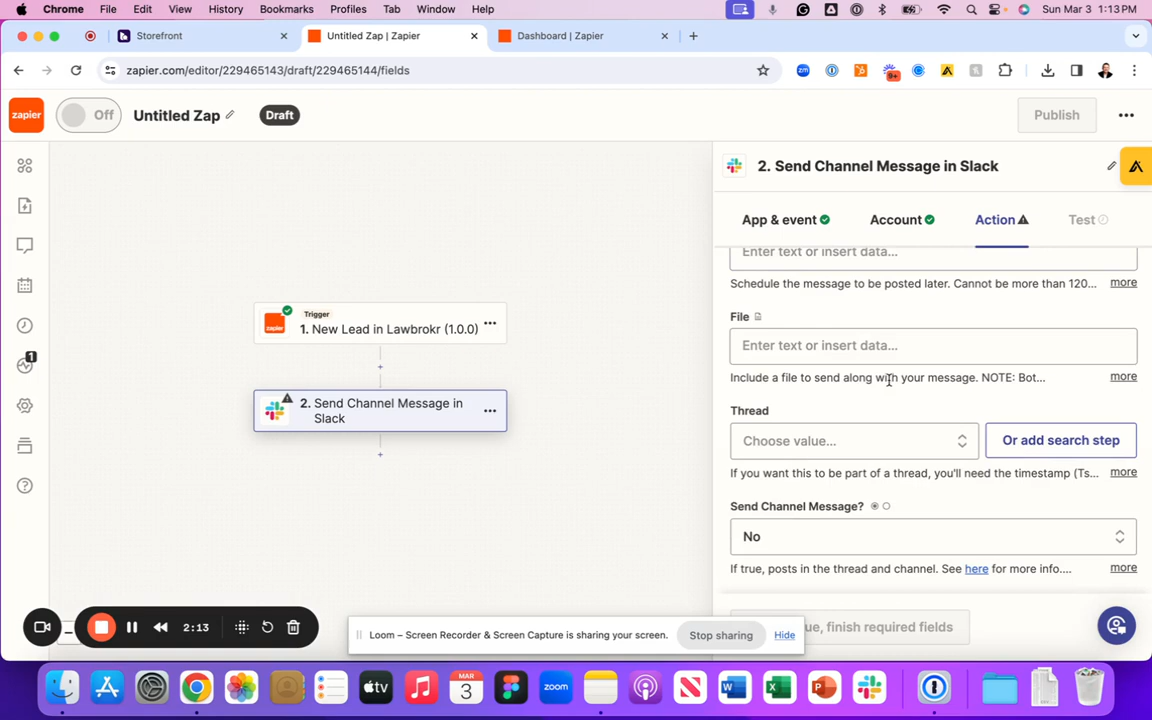 Chrome File Edit View History Bookmarks Profiles Tab Window Help Sun Mar 3 1:13 PM
Storefront
Untitled Zap | Zapier
Dashboard | Zapier
zapier.com/editor/229465143/draft/229465144/fields
9+
zapier
Off
Untitled Zap
Draft
Publish
2. Send Channel Message in Slack
App & event
Account
Action
Test
Enter text or insert data...
Schedule the message to be posted later. Cannot be more than 120... more
File
Enter text or insert data...
Include a file to send along with your message. NOTE: Bot... more
Thread
Choose value...
Or add search step
If you want this to be part of a thread, you'll need the timestamp (Ts... more
Send Channel Message?
No
If true, posts in the thread and channel. See here for more info.... more
ue, finish required fields
Trigger
1. New Lead in Lawbrokr (1.0.0)
2. Send Channel Message in
Slack
1
2:13
Loom – Screen Recorder & Screen Capture is sharing your screen.
Stop sharing
Hide
tv
MAR
3
zoom